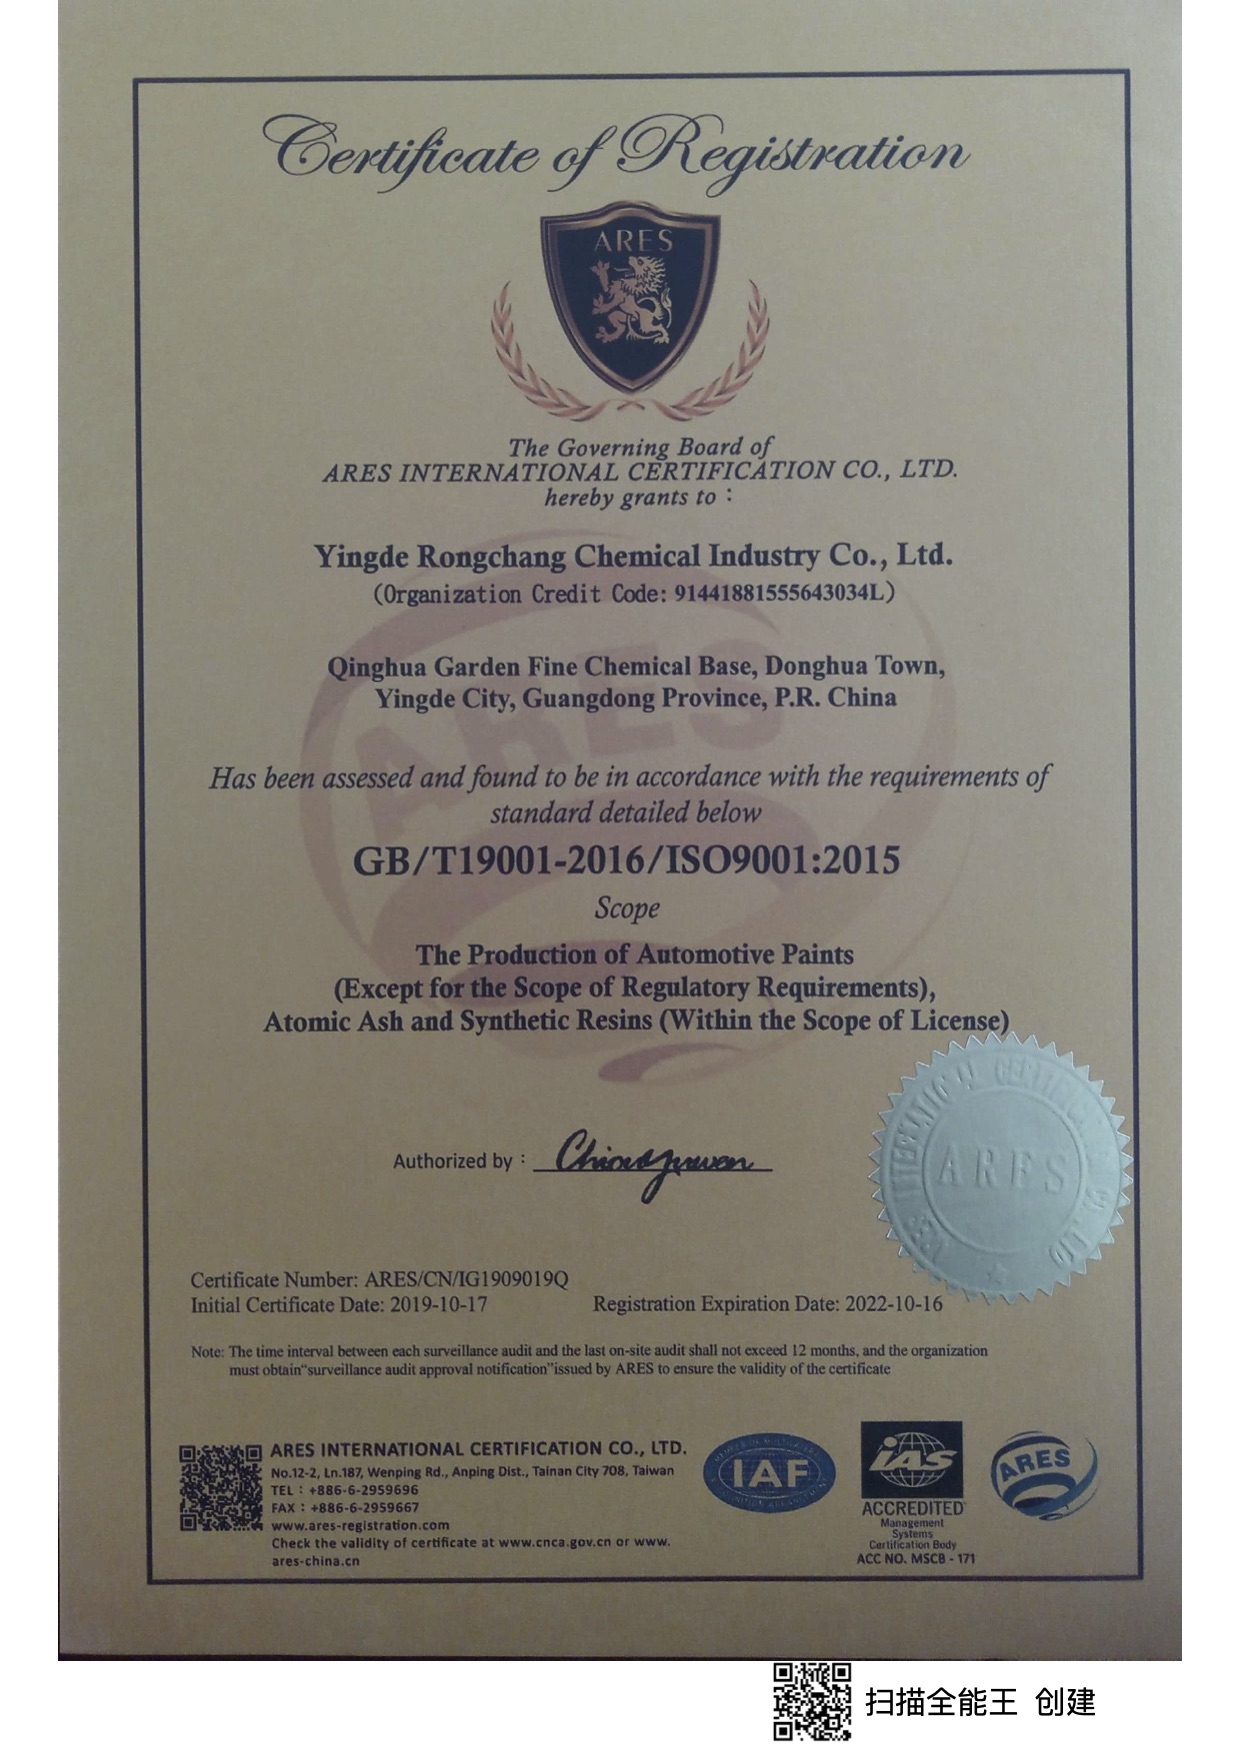 Certificate of Registration
ARES
The Governing Board of
ARES INTERNATIONAL CERTIFICATION CO., LTD.
hereby grants to：
Yingde Rongchang Chemical Industry Co., Ltd.
(Organization Credit Code: 91441881555643034L)
Qinghua Garden Fine Chemical Base, Donghua Town,
Yingde City, Guangdong Province, P.R. China
Has been assessed and found to be in accordance with the requirements of
standard detailed below
GB/T19001-2016/ISO9001:2015
Scope
The Production of Automotive Paints
(Except for the Scope of Regulatory Requirements),
Atomic Ash and Synthetic Resins (Within the Scope of License)
ARES
Authorized by：
Certificate Number: ARES/CN/IG1909019Q
Initial Certificate Date: 2019-10-17 Registration Expiration Date: 2022-10-16
Note: The time interval between each surveillance audit and the last on-site audit shall not exceed 12 months, and the organization
must obtain“surveillance audit approval notification”issued by ARES to ensure the validity of the certificate
ARES INTERNATIONAL CERTIFICATION CO., LTD.
No.12-2, Ln.187, Wenping Rd., Anping Dist., Tainan City 708, Taiwan
TEL：+886-6-2959696
FAX：+886-6-2959667
www.ares-registration.com
Check the validity of certificate at www.cnca.gov.cn or www.
ares-china.cn
IAF
iAS
ACCREDITED
Management
Systems
Certification Body
ACC NO. MSCB - 171
ARES
ARES
扫描全能王 创建